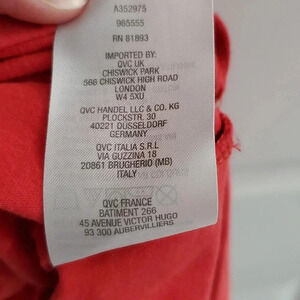 A352975
965555
RN 81893
IMPORTED BY:
QVC UK
CHISWICK PARK
566 CHISWICK HIGH ROAD
LONDON
W4 5XU
QVC HANDEL LLC & CO. KG
PLOCKSTR. 30
40221 DUSSELDORF
GERMANY
QVC ITALIA S.R.L
VIA GUZZINA 18
20861 BRUGHERIO (MB)
ITALY
QVC FRANCE
BATIMENT 266
45 AVENUE VICTOR HUGO
93 300 AUBERVILLIERS